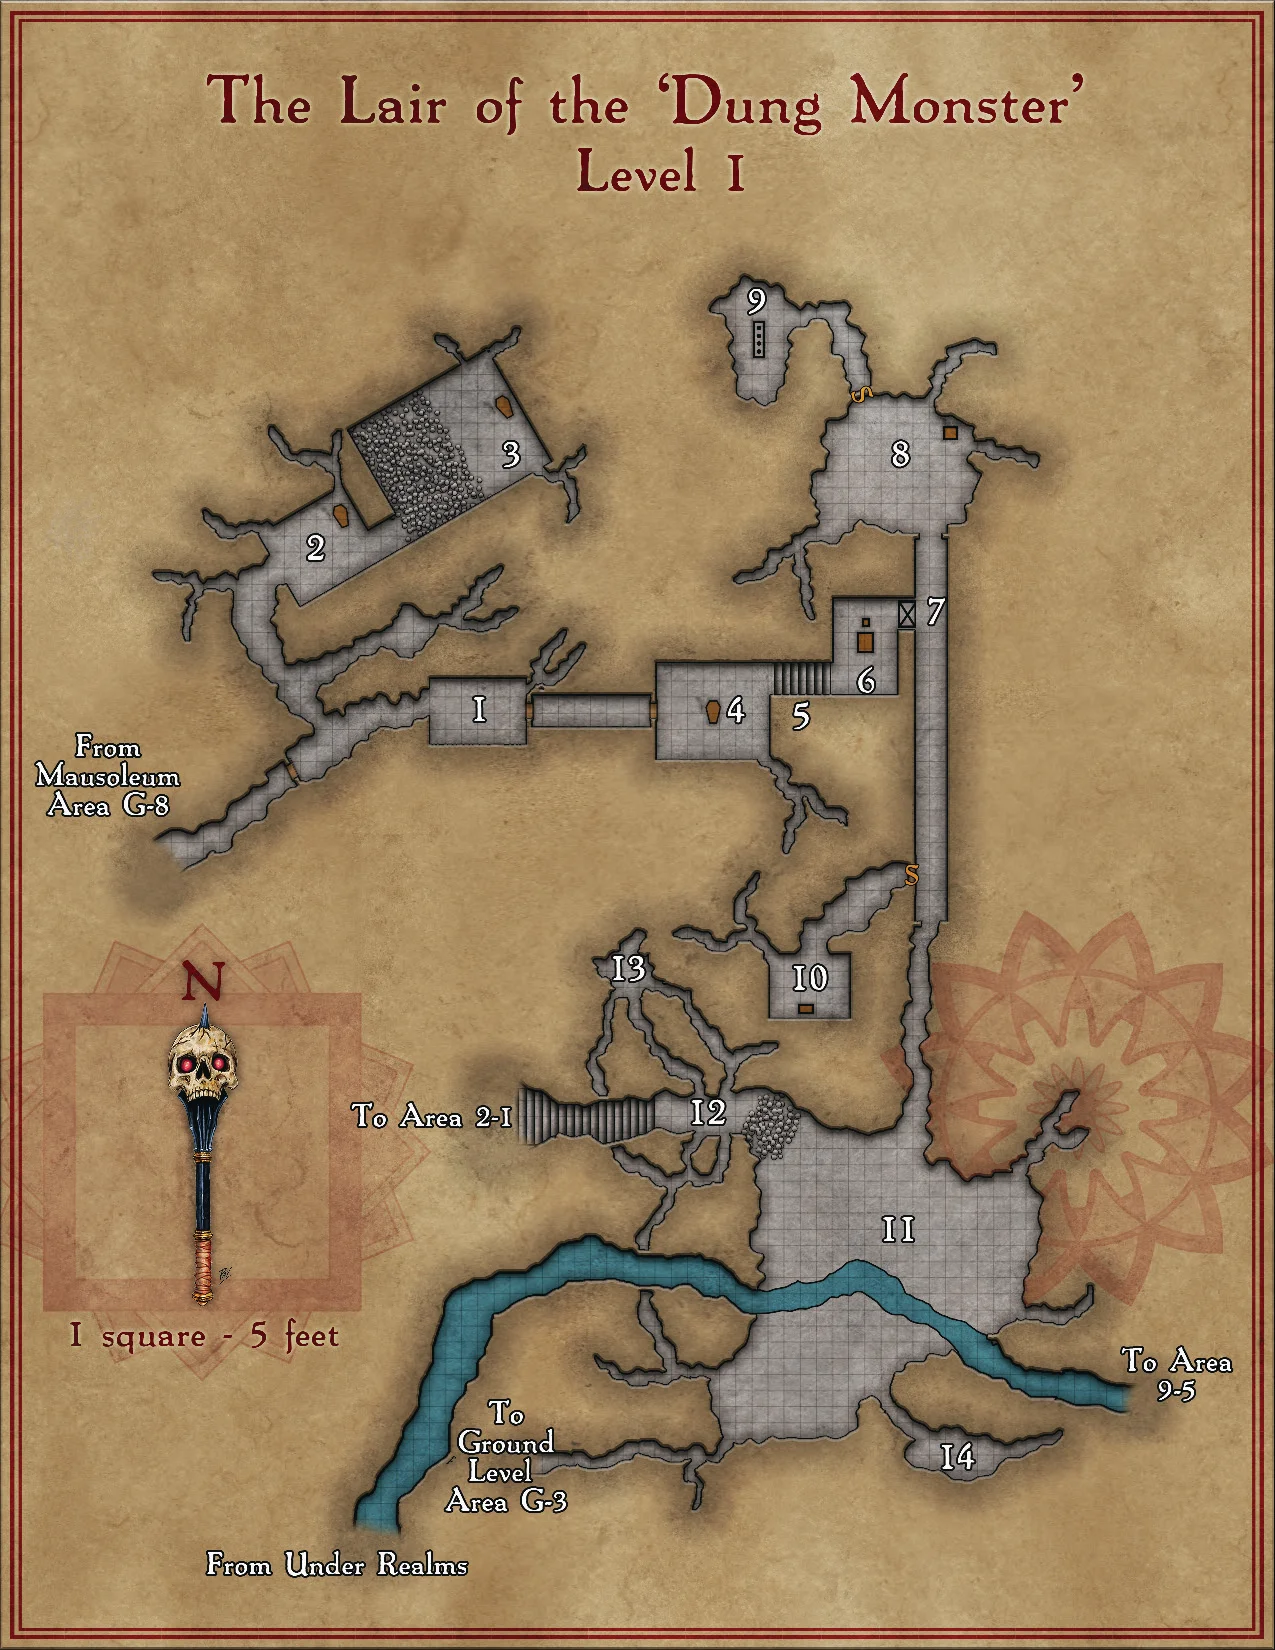 The Lair of the ‘Dung Monster’
Level 1
9
8
3
2
7
6
1
4
5
From
Mausoleum
Area G-8
S
S
10
13
N
12
To Area 2-1
11
1 square - 5 feet
To Area
9-5
To
Ground
Level
Area G-3
14
From Under Realms